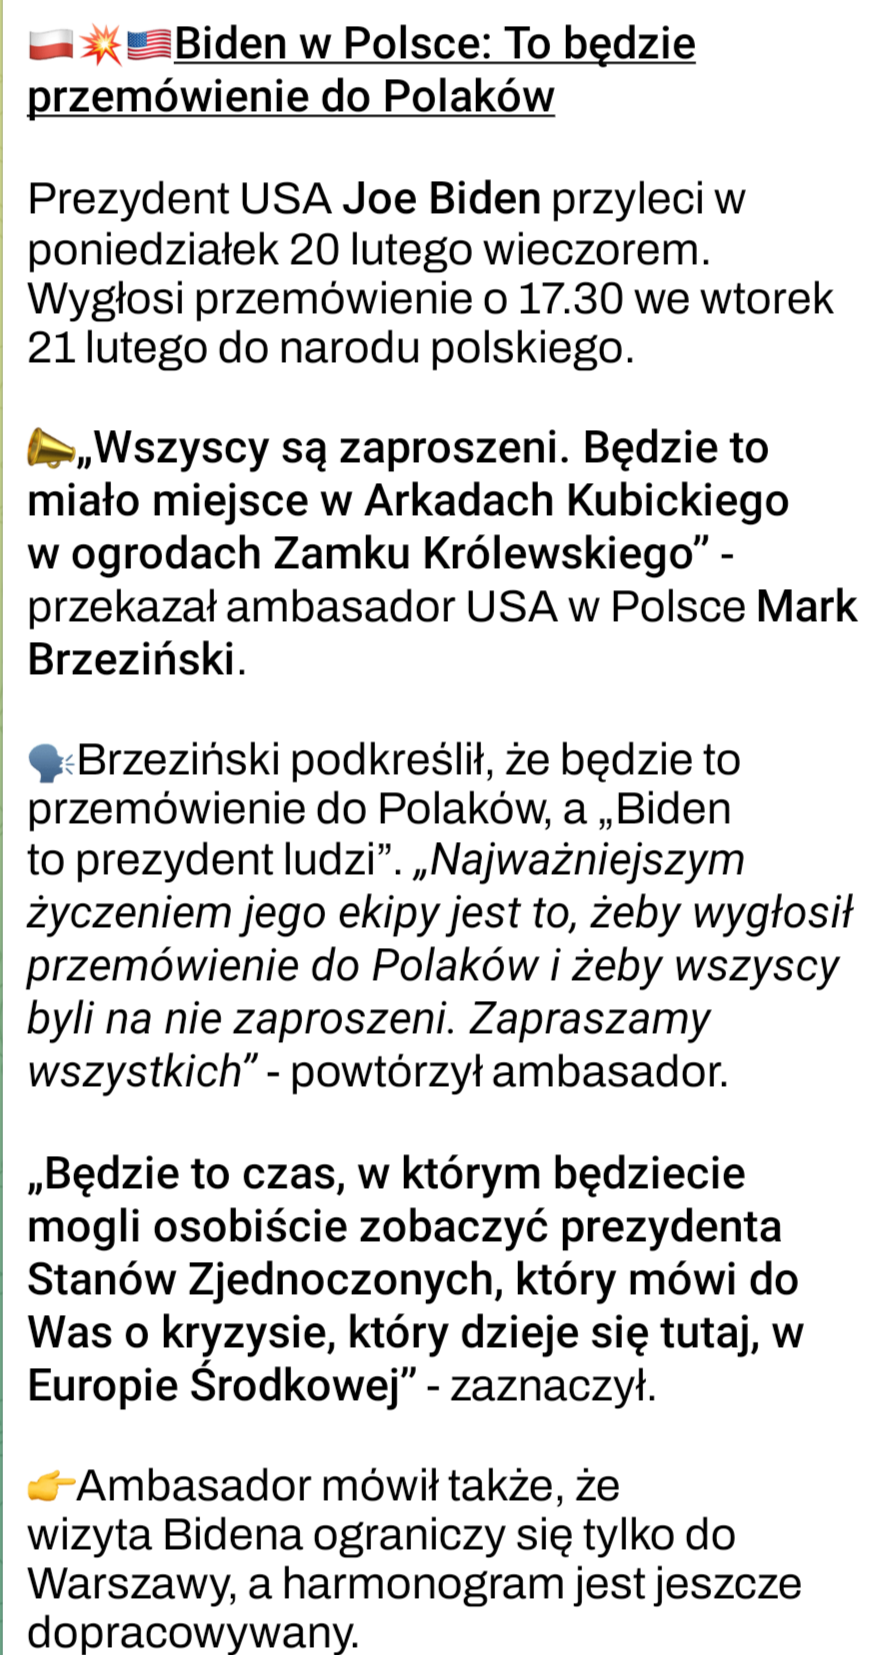 🇵🇱💥🇺🇸Biden w Polsce: To będzie
przemówienie do Polaków
Prezydent USA Joe Biden przyleci w
poniedziałek 20 lutego wieczorem.
Wygłosi przemówienie o 17.30 we wtorek
21 lutego do narodu polskiego.
📣„Wszyscy są zaproszeni. Będzie to
miało miejsce w Arkadach Kubickiego
w ogrodach Zamku Królewskiego” -
przekazał ambasador USA w Polsce Mark
Brzeziński.
🗣Brzeziński podkreślił, że będzie to
przemówienie do Polaków, a „Biden
to prezydent ludzi”. „Najważniejszym
życzeniem jego ekipy jest to, żeby wygłosił
przemówienie do Polaków i żeby wszyscy
byli na nie zaproszeni. Zapraszamy
wszystkich” - powtórzył ambasador.
„Będzie to czas, w którym będziecie
mogli osobiście zobaczyć prezydenta
Stanów Zjednoczonych, który mówi do
Was o kryzysie, który dzieje się tutaj, w
Europie Środkowej” - zaznaczył.
👉Ambasador mówił także, że
wizyta Bidena ograniczy się tylko do
Warszawy, a harmonogram jest jeszcze
dopracowywany.